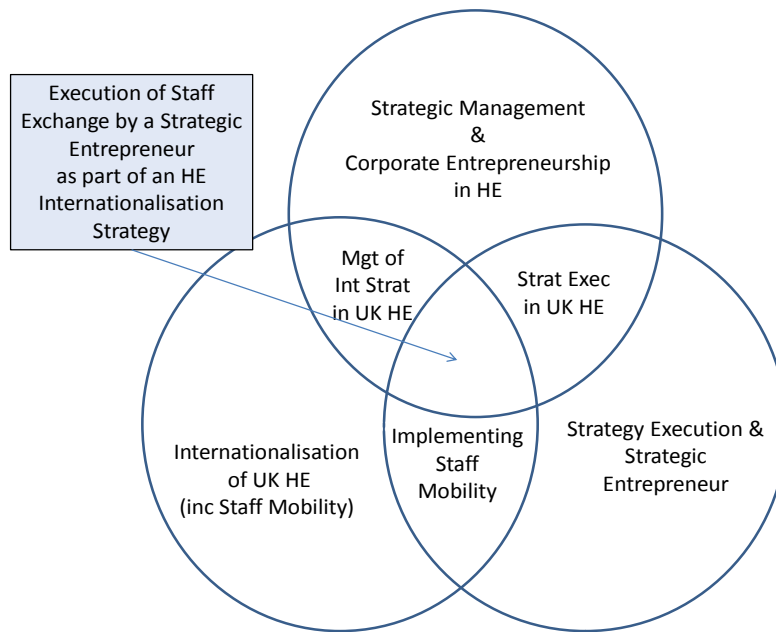 Execution of Staff
Exchange by a Strategic
Entrepreneur
as part of an HE
Internationalisation
Strategy
Strategic Management
&
Corporate Entrepreneurship
in HE
Mgt of
Int Strat
in UK HE
Strat Exec
in UK HE
Internationalisation
of UK HE
(inc Staff Mobility)
Implementing
Staff
Mobility
Strategy Execution &
Strategic
Entrepreneur